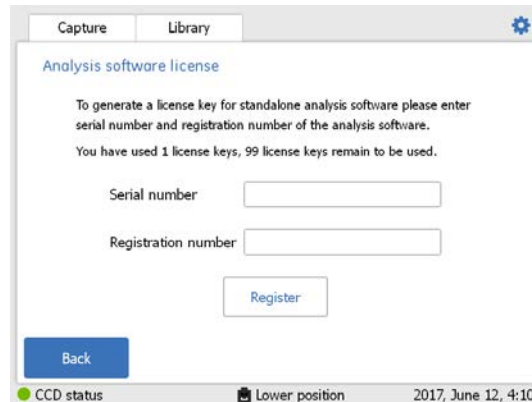 Capture Library
Analysis software license
To generate a license key for standalone analysis software please enter
serial number and registration number of the analysis software.
You have used 1 license keys, 99 license keys remain to be used.
Serial number
Registration number
Register
Back
CCD status Lower position 2017, June 12, 4:10